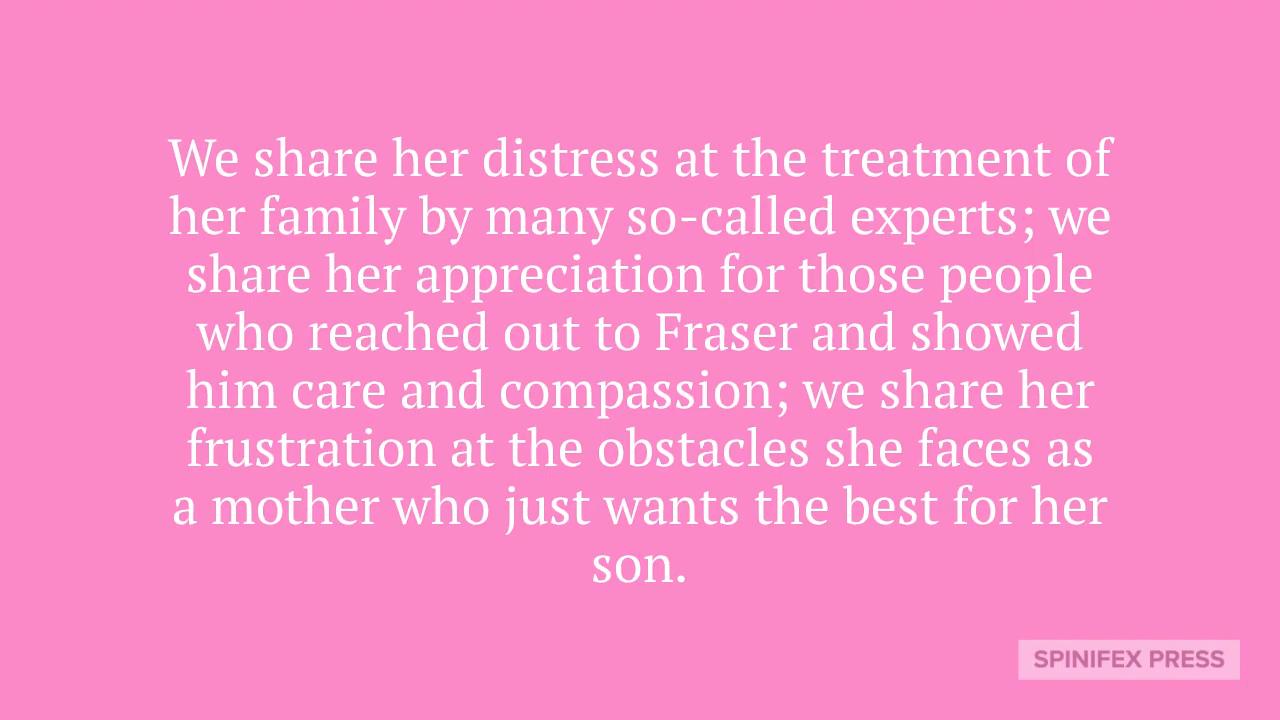 We share her distress at the treatment of
her family by many so-called experts; we
share her appreciation for those people
who reached out to Fraser and showed
him care and compassion; we share her
frustration at the obstacles she faces as
a mother who just wants the best for her
son.
SPINIFEX PRESS